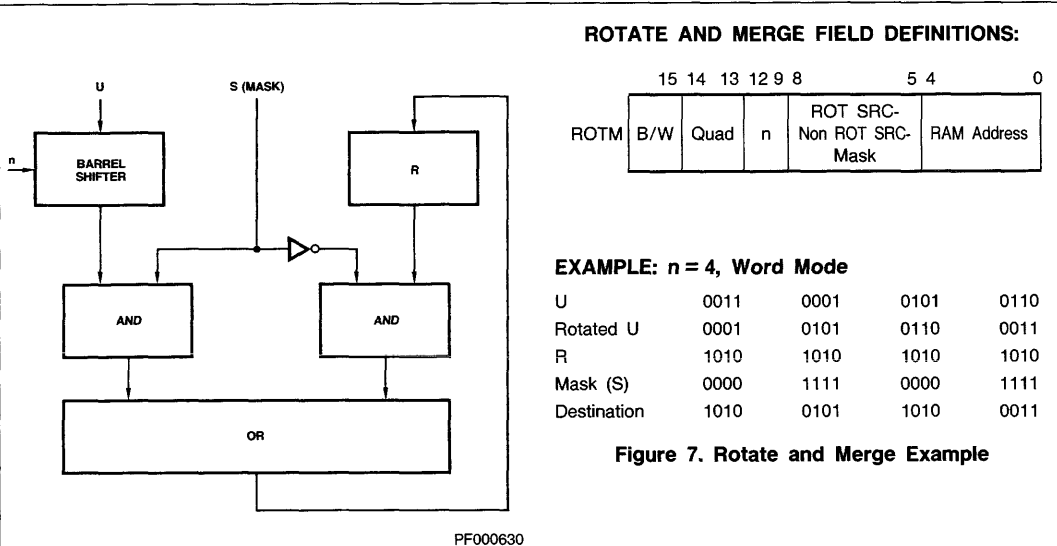 ROTATE AND MERGE FIELD DEFINITIONS:
15 14 13 12 9 8 5 4 0
ROTM B/W Quad n ROT SRC- Non ROT SRC- Mask RAM Address
U
S (MASK)
n
BARREL
SHIFTER
R
AND
AND
OR
PF000630
EXAMPLE: n = 4, Word Mode
U 0011 0001 0101 0110
Rotated U 0001 0101 0110 0011
R 1010 1010 1010 1010
Mask (S) 0000 1111 0000 1111
Destination 1010 0101 1010 0011
Figure 7. Rotate and Merge Example